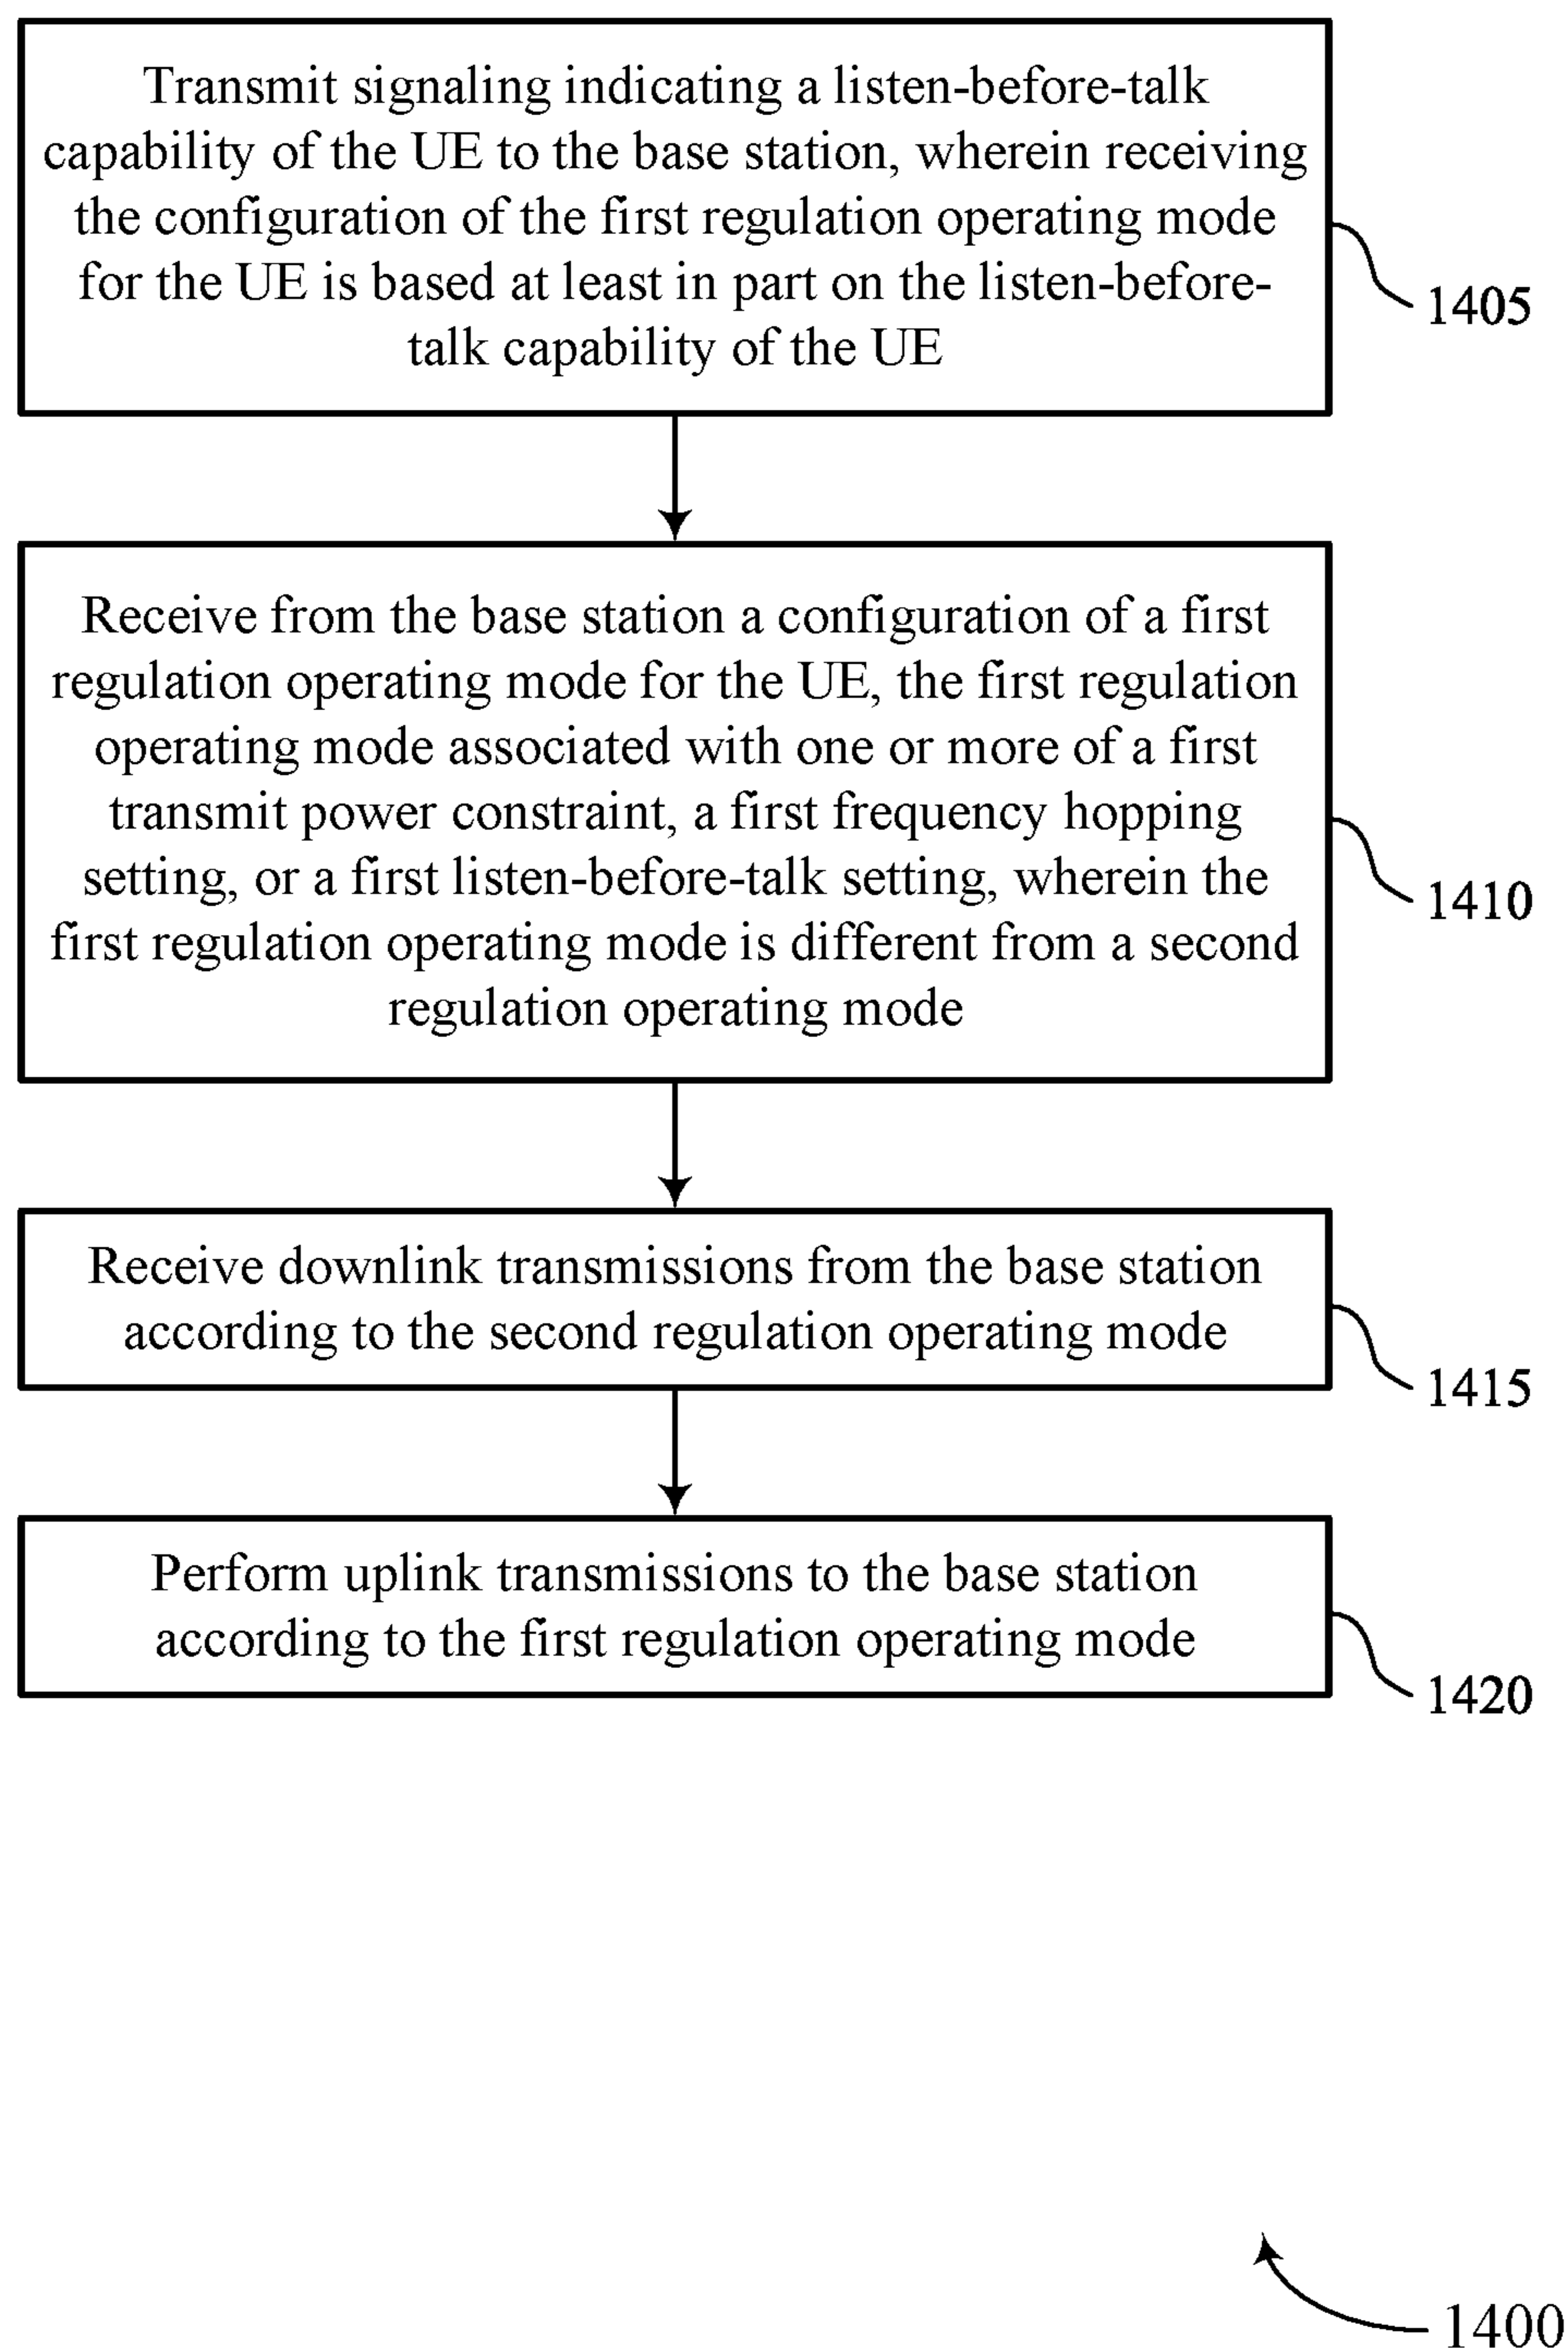 Transmit signaling indicating a listen-before-talk
capability of the UE to the base station, wherein receiving
the configuration of the first regulation operating mode
for the UE is based at least in part on the listen-before-
talk capability of the UE
1405
Receive from the base station a configuration of a first
regulation operating mode for the UE, the first regulation
operating mode associated with one or more of a first
transmit power constraint, a first frequency hopping
setting, or a first listen-before-talk setting, wherein the
first regulation operating mode is different from a second
regulation operating mode
1410
Receive downlink transmissions from the base station
according to the second regulation operating mode
1415
Perform uplink transmissions to the base station
according to the first regulation operating mode
1420
1400